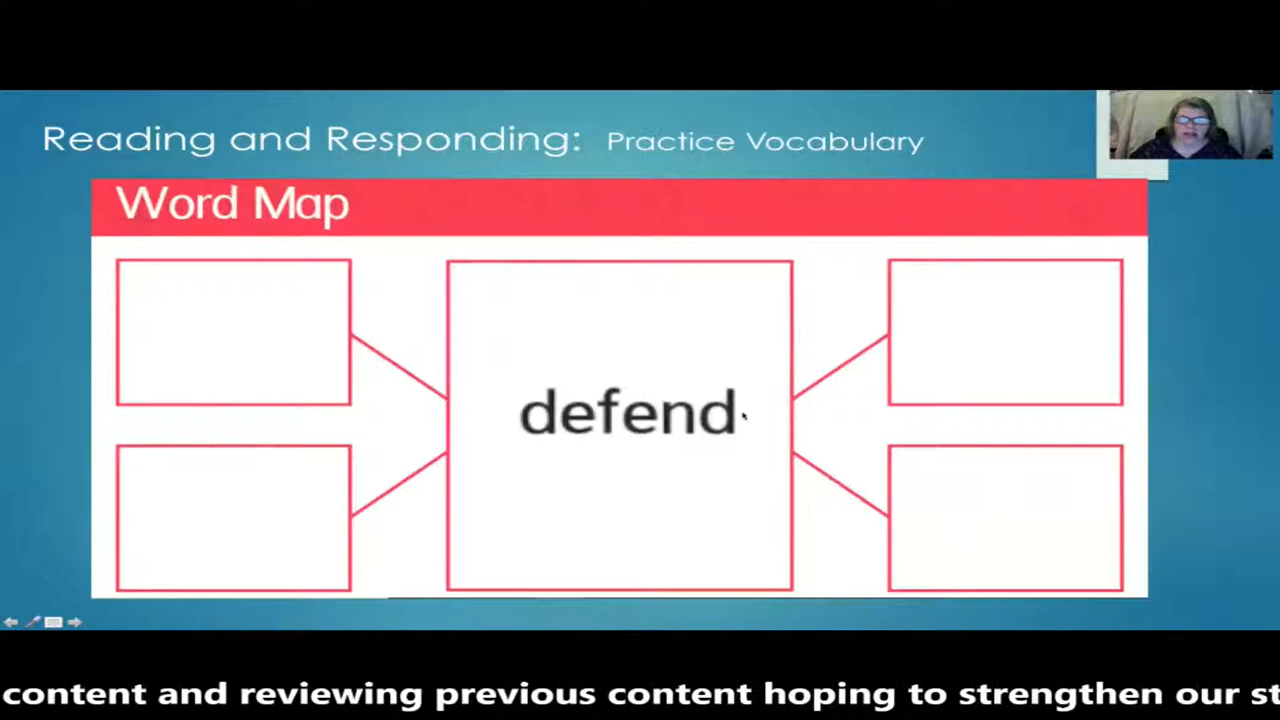 Reading and Responding: Practice Vocabulary
Word Map
defend
content and reviewing previous content hoping to strengthen our st